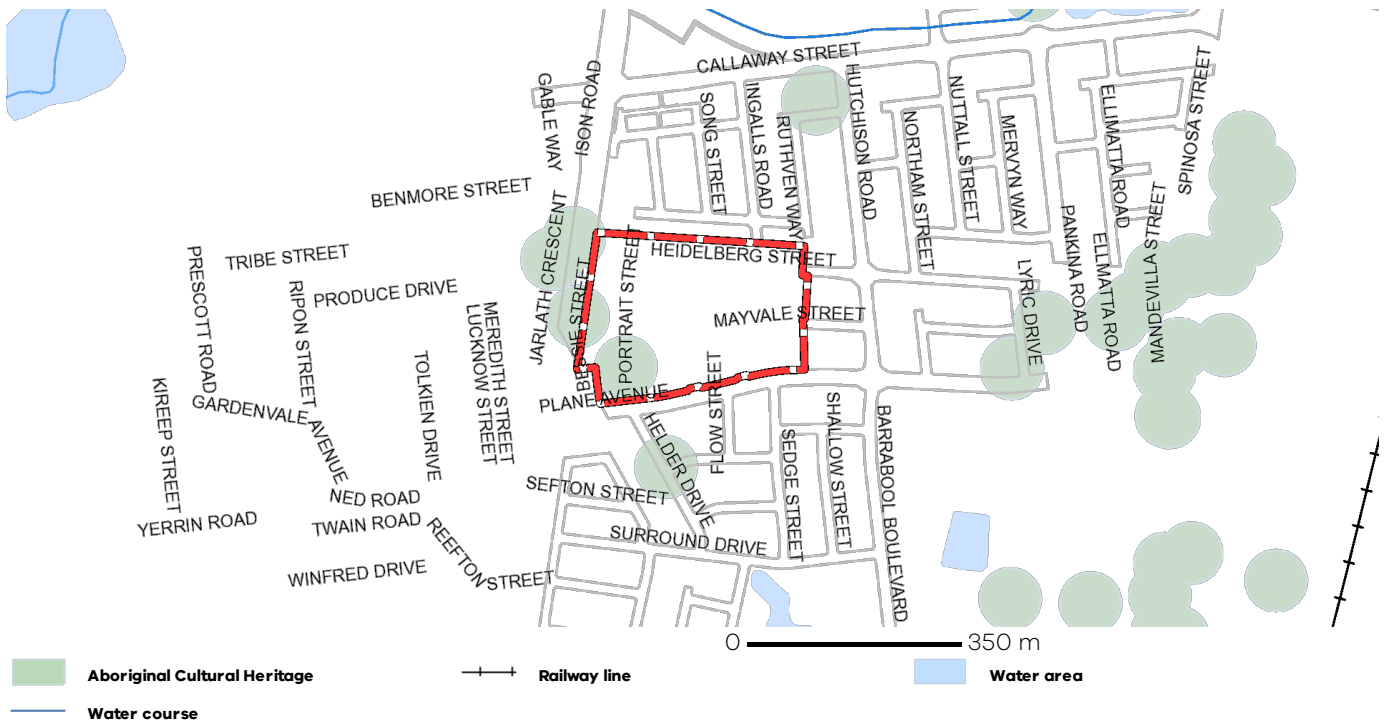 CALLAWAY STREET
GABLE WAY
ISON ROAD
SONG STREET
INGALLS ROAD
RUTHVEN WAY
HUTCHISON ROAD
NORTHAM STREET
NUTTALL STREET
MERVYN WAY
ELLIMATTA ROAD
SPINOSA STREET
BENMORE STREET
JARLATH CRESCENT
TRIBE STREET
PRESCOTT ROAD
RIPON STREET
PRODUCE DRIVE
MEREDITH STREET
LUCKNOW STREET
BESSIE STREET
PORTRAIT STREET
HEIDELBERG STREET
MAYVALE STREET
LYRIC DRIVE
PANKINA ROAD
ELLMATTA ROAD
MANDEVILLA STREET
KIREEP STREET
GARDENVALE AVENUE
TOLKIEN DRIVE
PLANE AVENUE
FLOW STREET
HELDER DRIVE
SEDGE STREET
SHALLOW STREET
BARRABOOL BOULEVARD
NED ROAD
SEFTON STREET
YERRIN ROAD
TWAIN ROAD
REEFTON STREET
SURROUND DRIVE
WINFRED DRIVE
0 350 m
Aboriginal Cultural Heritage
Railway line
Water area
Water course